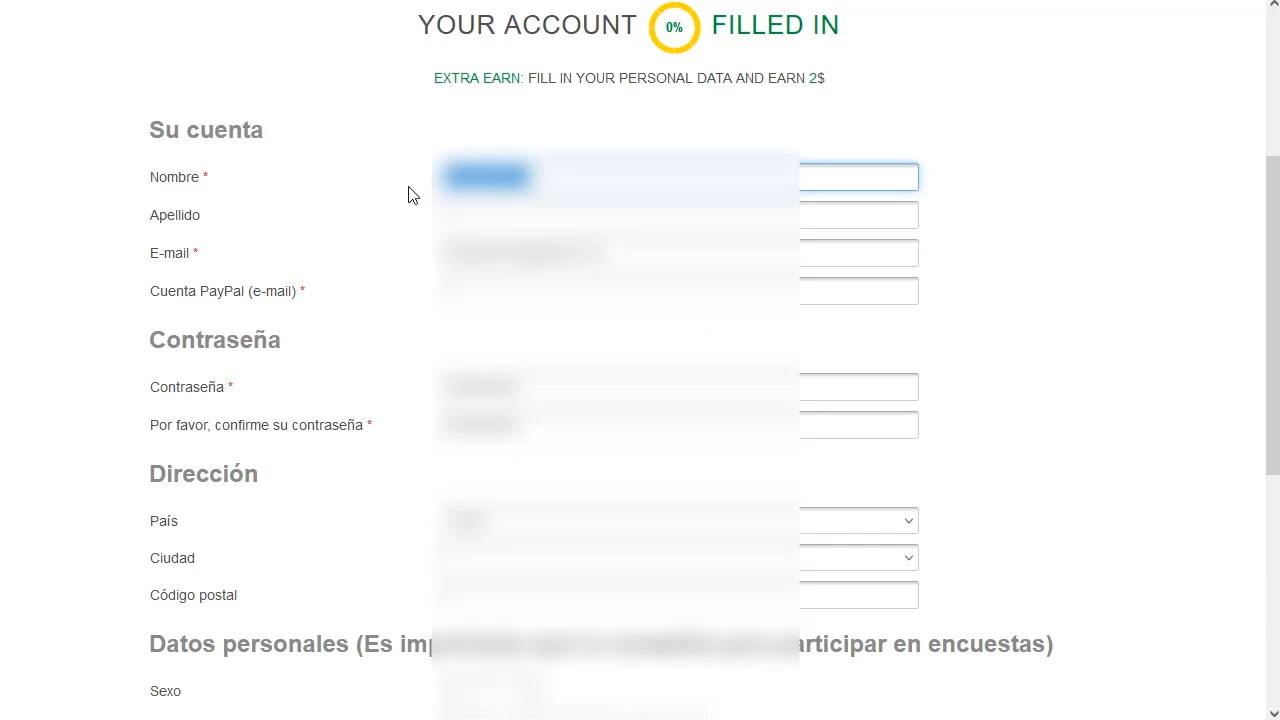 YOUR ACCOUNT 0% FILLED IN
EXTRA EARN: FILL IN YOUR PERSONAL DATA AND EARN 2$
Su cuenta
Nombre *
Apellido
E-mail *
Cuenta PayPal (e-mail) *
Contraseña
Contraseña *
Por favor, confirme su contraseña *
Dirección
País
Ciudad
Código postal
Datos personales (Es participar en encuestas)
Sexo